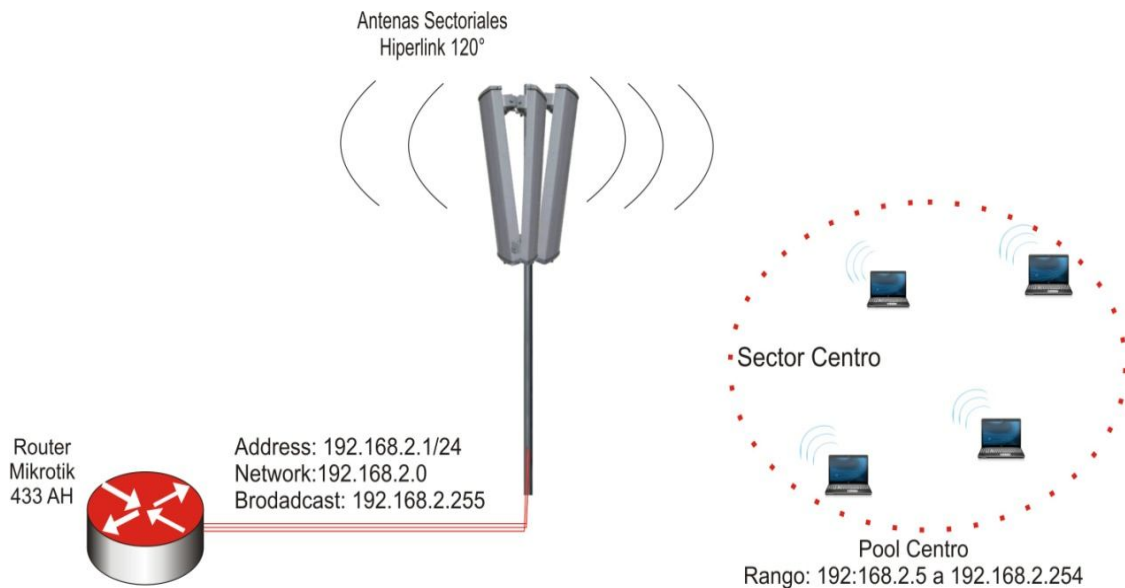 Antenas Sectoriales
Hiperlink 120°
Sector Centro
Router
Mikrotik
433 AH
Address: 192.168.2.1/24
Network:192.168.2.0
Brodadcast: 192.168.2.255
Pool Centro
Rango: 192:168.2.5 a 192.168.2.254